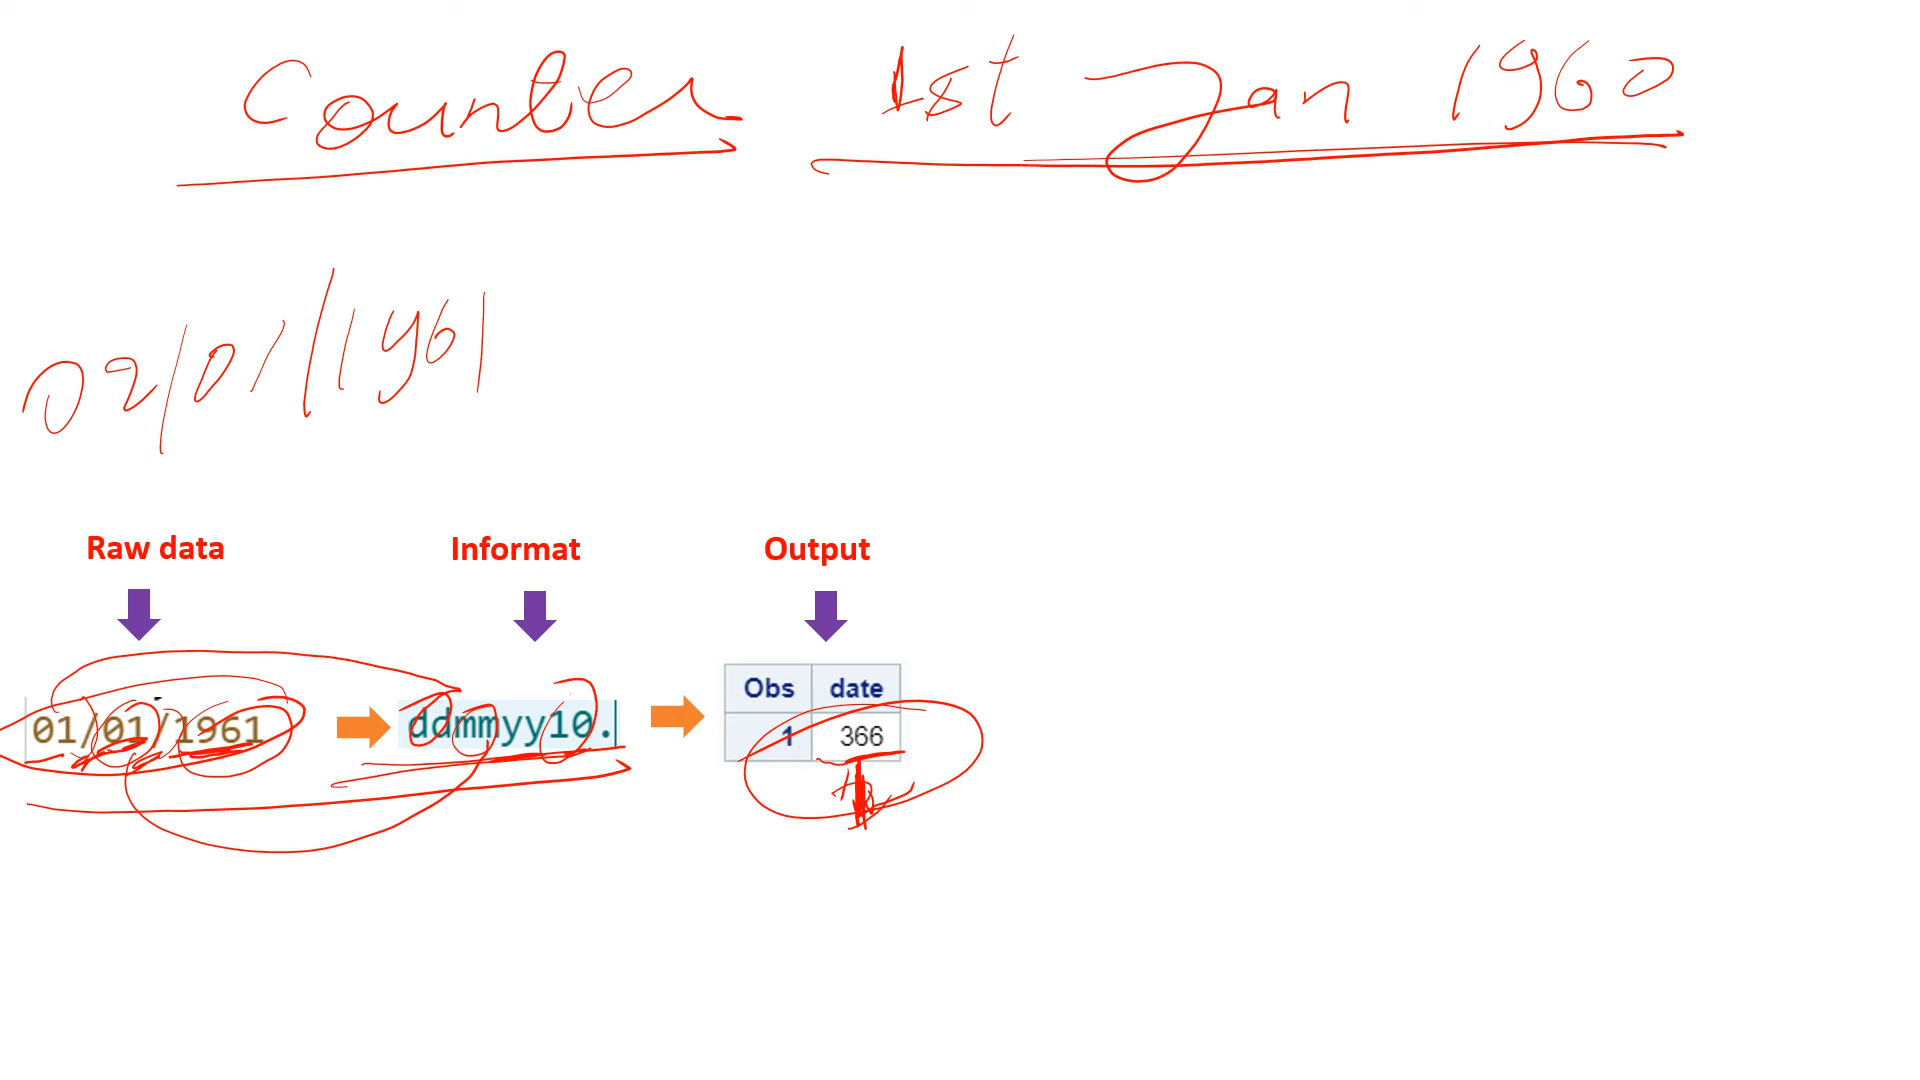 Counter 1st Jan 1960
02/01/1961
Raw data Informat Output
01/01/1961 ddmmyy10.
Obs date
1 366